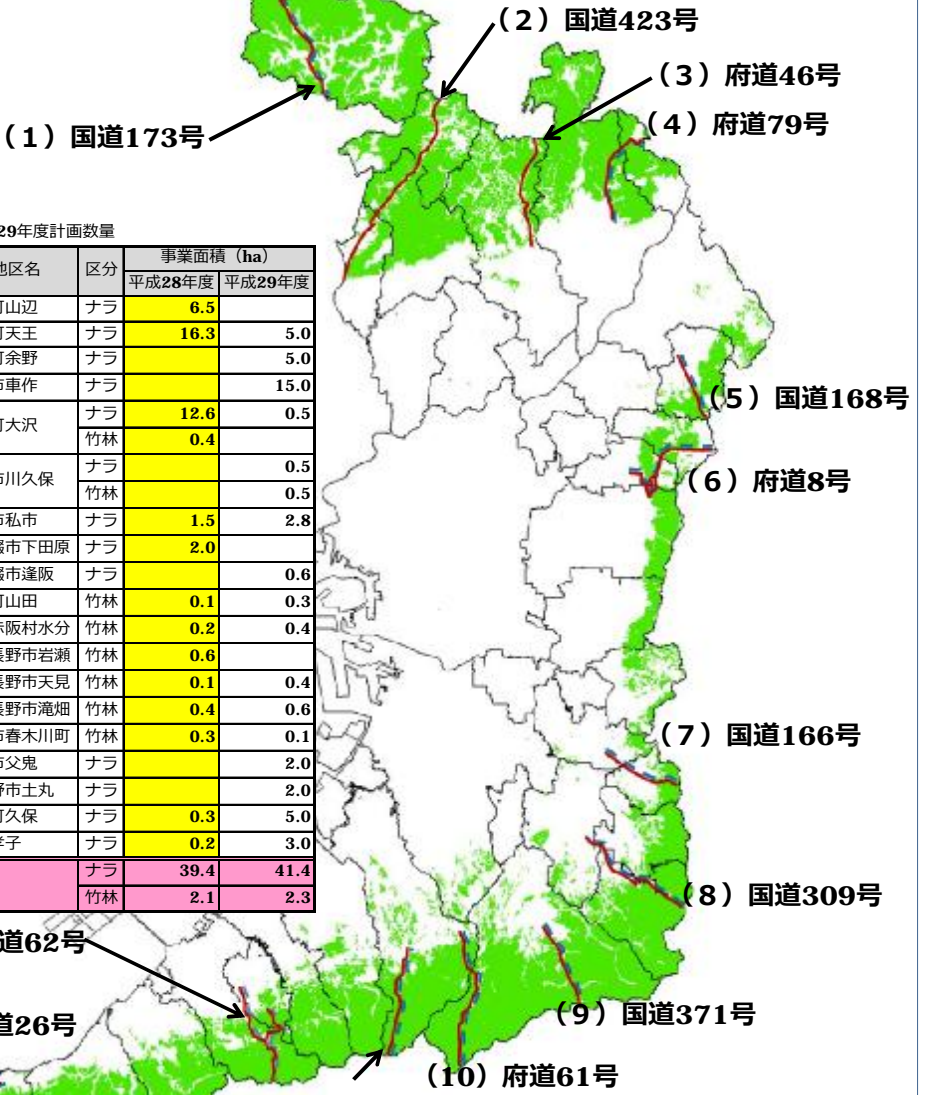 （2）国道423号
（3）府道46号
（4）府道79号
（1）国道173号
29年度計画数量
地区名 区分 事業面積（ha）
平成28年度 平成29年度
町山辺 ナラ 6.5
町天王 ナラ 16.3 5.0
町余野 ナラ 5.0
市車作 ナラ 15.0
町大沢 ナラ 12.6 0.5
竹林 0.4
市川久保 ナラ 0.5
竹林 0.5
市私市 ナラ 1.5 2.8
畷市下田原 ナラ 2.0
畷市逢阪 ナラ 0.6
町山田 竹林 0.1 0.3
赤阪村水分 竹林 0.2 0.4
長野市岩瀬 竹林 0.6
長野市天見 竹林 0.1 0.4
長野市滝畑 竹林 0.4 0.6
市春木川町 竹林 0.3 0.1
市父鬼 ナラ 2.0
野市土丸 ナラ 2.0
町久保 ナラ 0.3 5.0
孝子 ナラ 0.2 3.0
ナラ 39.4 41.4
竹林 2.1 2.3
（5）国道168号
（6）府道8号
（7）国道166号
（8）国道309号
道62号
道26号
（9）国道371号
（10）府道61号